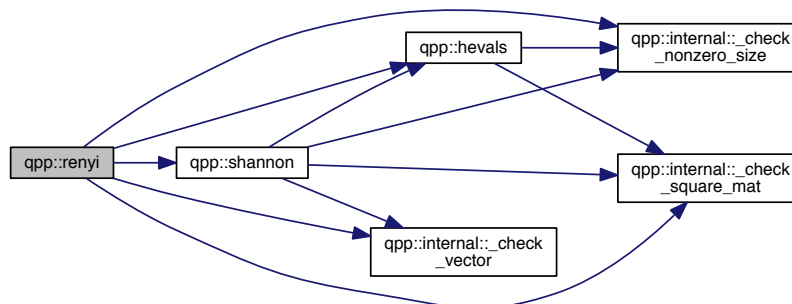 qpp::renyi
qpp::shannon
qpp::hevals
qpp::internal::_check
_vector
qpp::internal::_check
_nonzero_size
qpp::internal::_check
_square_mat